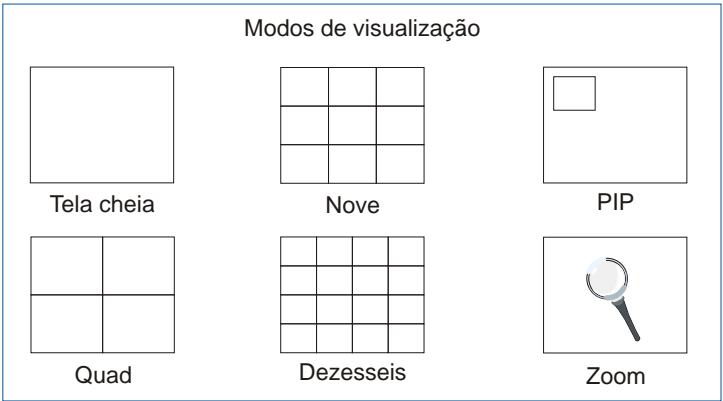 Modos de visualização
Tela cheia
Nove
PIP
Quad
Dezesseis
Zoom